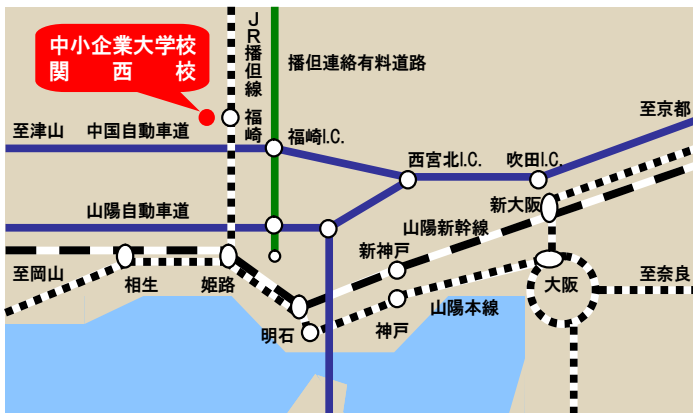 中小企業大学校
関西校
JR播担線
福崎
播但連絡有料道路
至京都
至津山
中国自動車道
福崎I.C.
西宮北I.C.
吹田I.C.
山陽自動車道
新大阪
山陽新幹線
新神戸
至岡山
相生
姫路
大阪
至奈良
山陽本線
明石
神戸